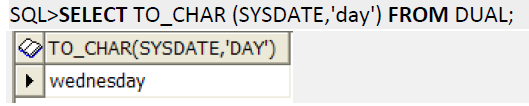 SQL>SELECT TO_CHAR (SYSDATE,'day') FROM DUAL;
TO_CHAR(SYSDATE,'DAY')
wednesday